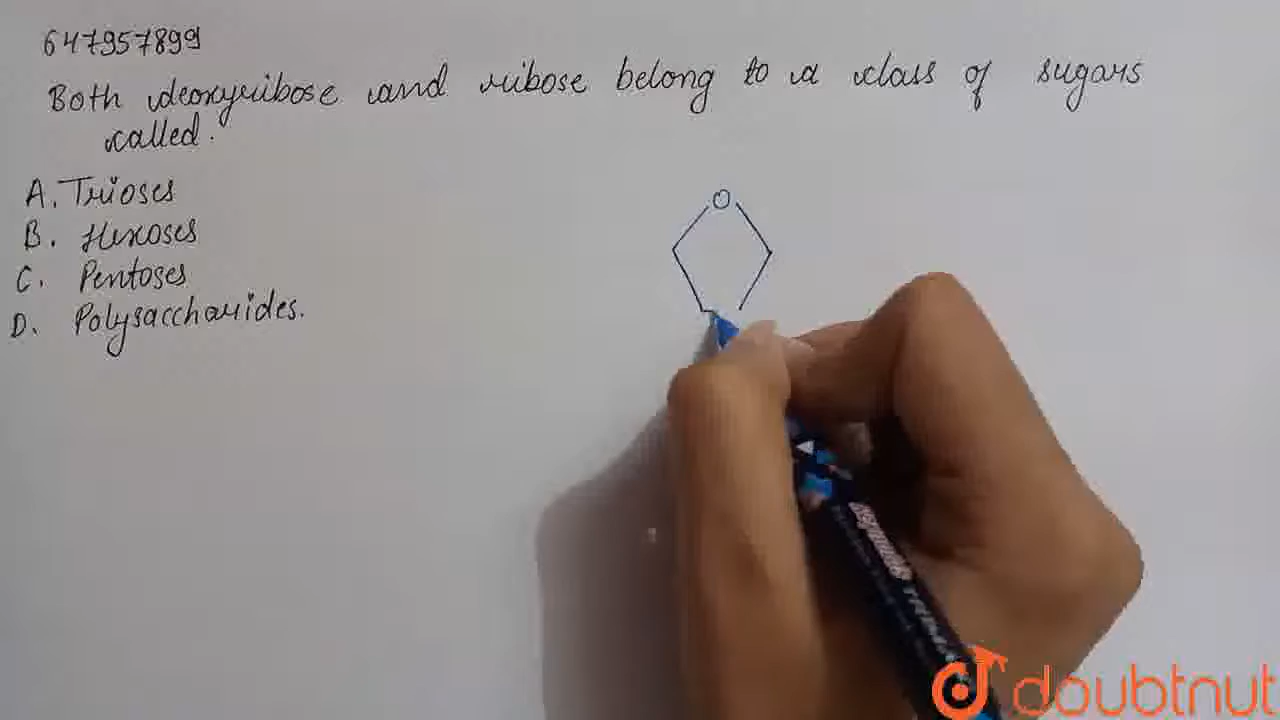 647957899
Both deoxyribose and ribose belong to a class of sugars
called.
A. Trioses
B. Hexoses
C. Pentoses
D. Polysaccharides.
O
doubtnut